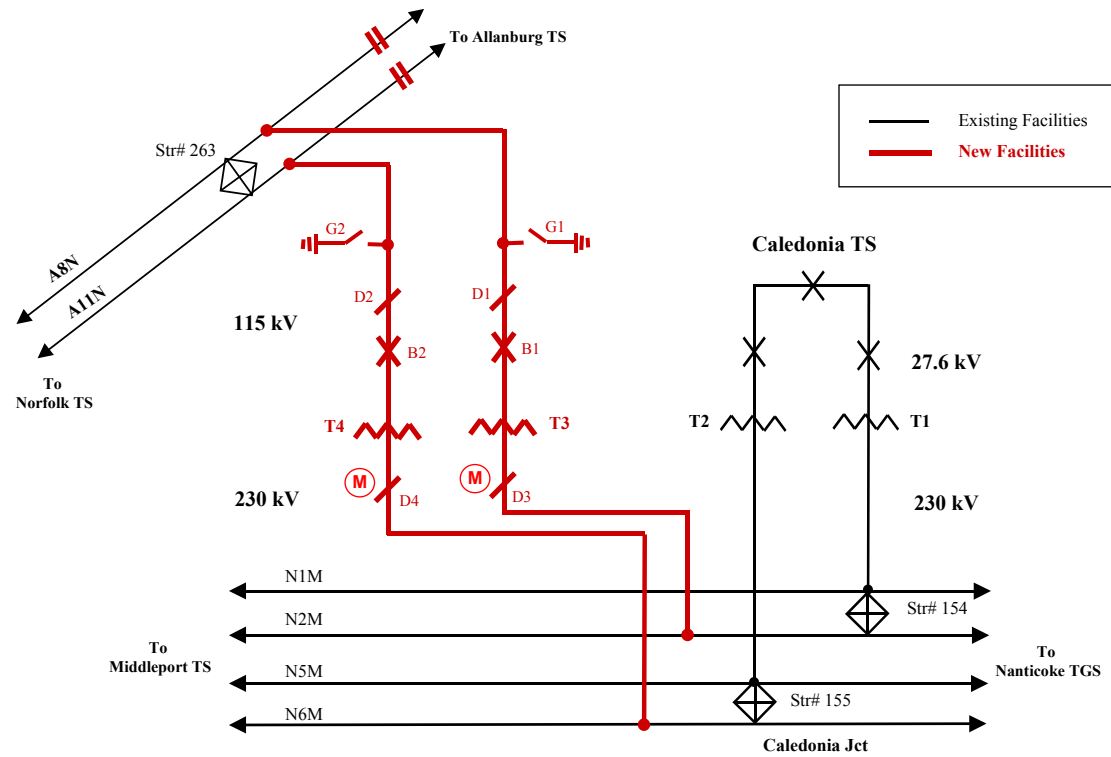 To Allanburg TS
Existing Facilities
New Facilities
Str# 263
G2
G1
Caledonia TS
A8N
A11N
D2
D1
115 kV
B2
B1
27.6 kV
To
Norfolk TS
T4
T3
T2
T1
M
M
D4
D3
230 kV
230 kV
N1M
Str# 154
N2M
To
Middleport TS
To
Nanticoke TGS
N5M
Str# 155
N6M
Caledonia Jct